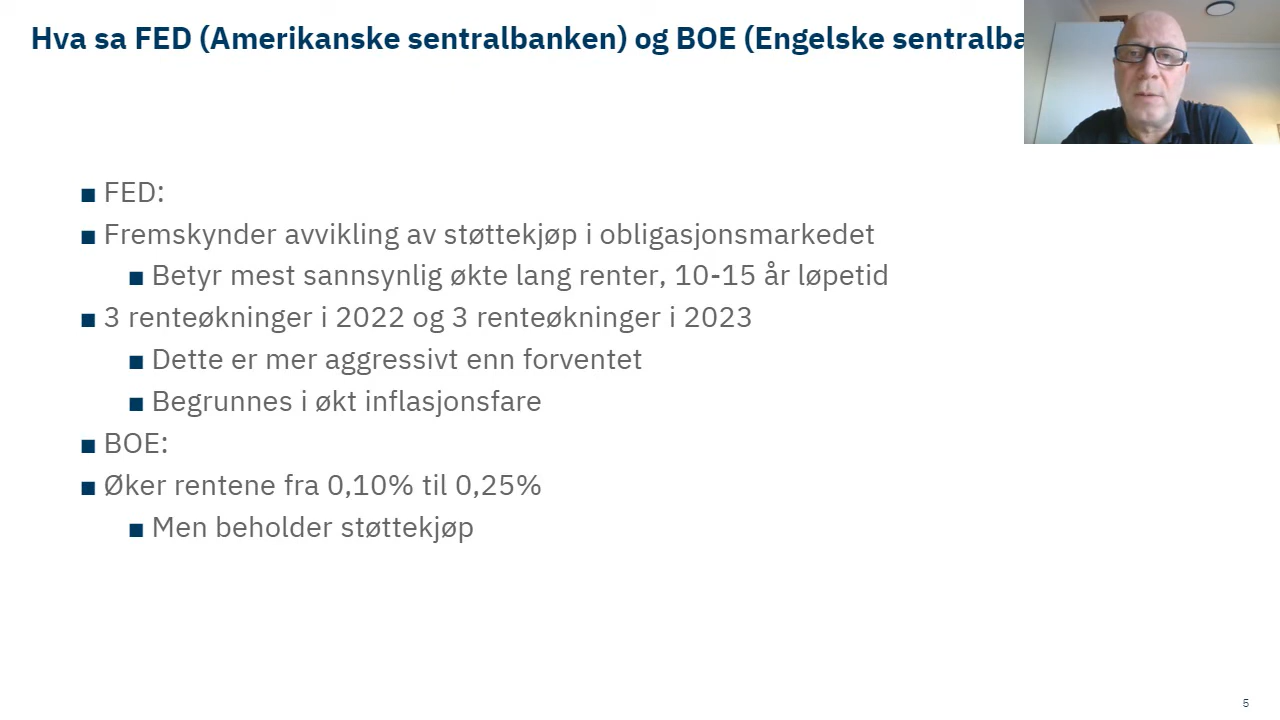 Hva sa FED (Amerikanske sentralbanken) og BOE (Engelske
FED:
Fremskynder avvikling av støttekjøp i obligasjonsmarkedet
Betyr mest sannsynlig økte lang renter, 10-15 år løpetid
3 renteøkninger i 2022 og 3 renteøkninger i 2023
Dette er mer aggressivt enn forventet
Begrunnes i økt inflasjonsfare
BOE:
Øker rentene fra 0,10% til 0,25%
Men beholder støttekjøp
5